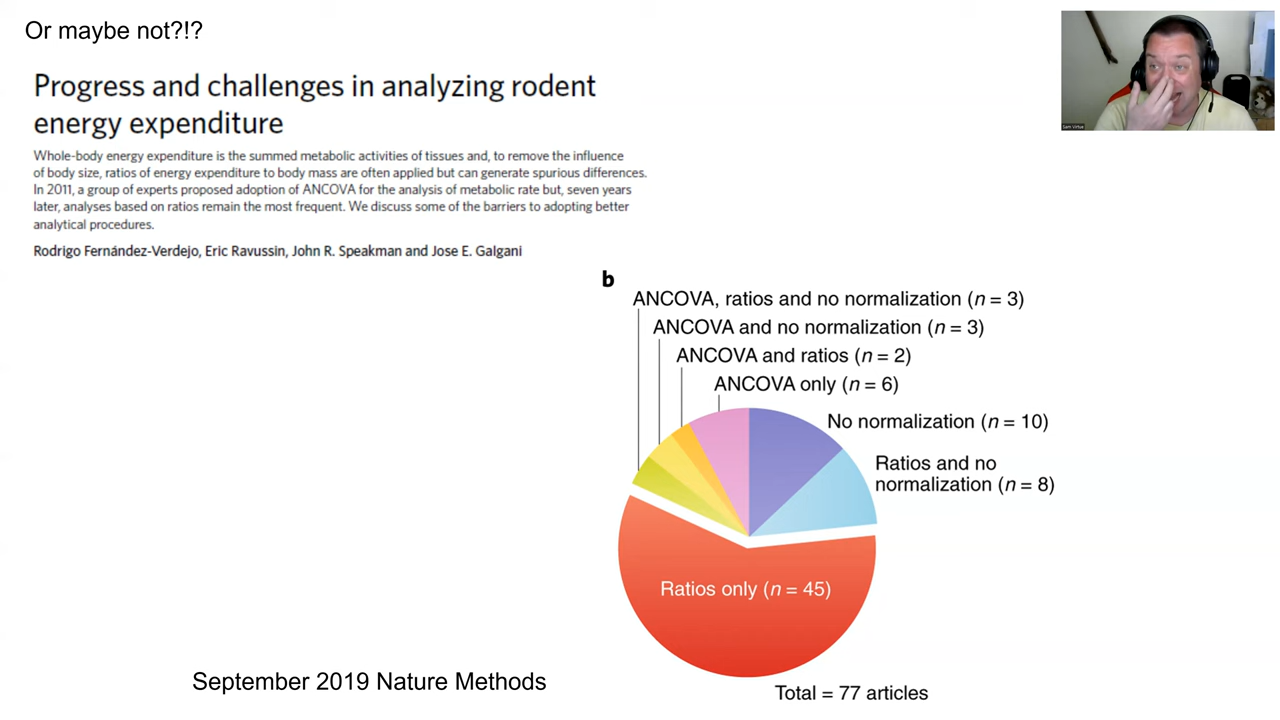 Or maybe not?!?
Progress and challenges in analyzing rodent
energy expenditure
Whole-body energy expenditure is the summed metabolic activities of tissues and, to remove the influence
of body size, ratios of energy expenditure to body mass are often applied but can generate spurious differences.
In 2011, a group of experts proposed adoption of ANCOVA for the analysis of metabolic rate but, seven years
later, analyses based on ratios remain the most frequent. We discuss some of the barriers to adopting better
analytical procedures.
Rodrigo Fernández-Verdejo, Eric Ravussin, John R. Speakman and Jose E. Galgani
b
ANCOVA, ratios and no normalization (n = 3)
ANCOVA and no normalization (n = 3)
ANCOVA and ratios (n = 2)
ANCOVA only (n = 6)
No normalization (n = 10)
Ratios and no
normalization (n = 8)
Ratios only (n = 45)
September 2019 Nature Methods
Total = 77 articles
Sam Virtue